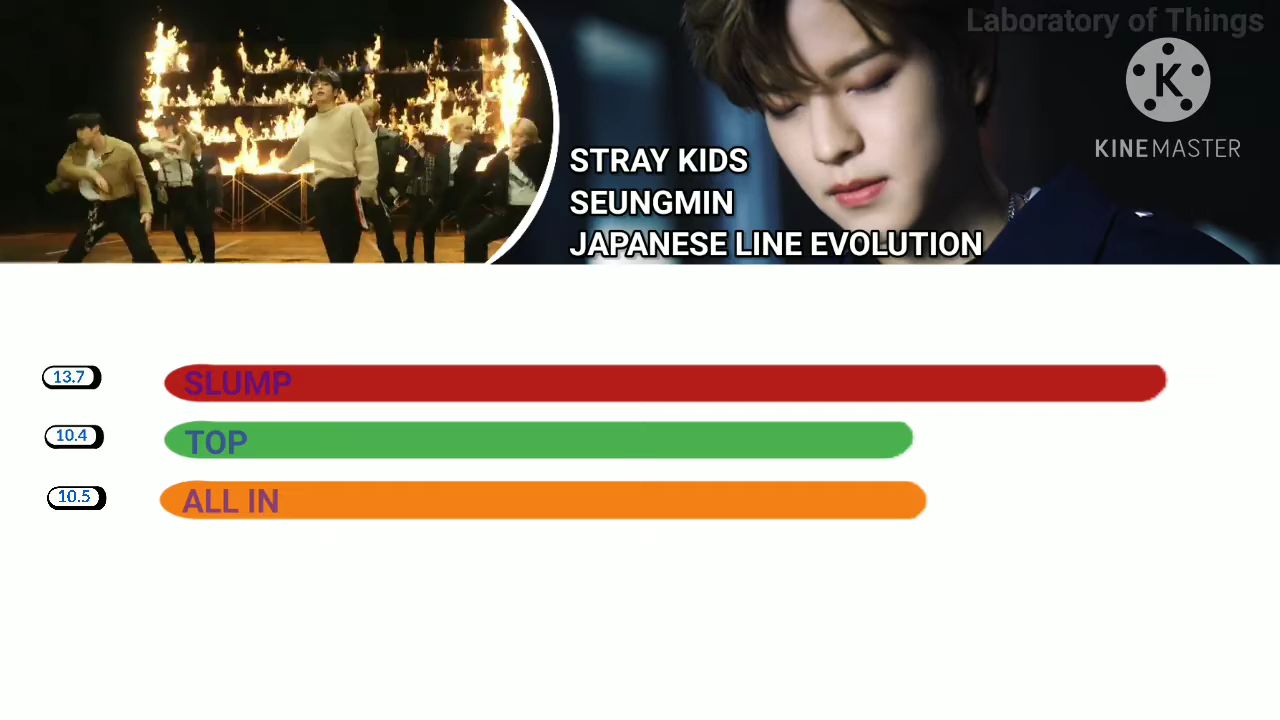 Laboratory of Things
K
KINEMASTER
STRAY KIDS
SEUNGMIN
JAPANESE LINE EVOLUTION
13.7 SLUMP
10.4 TOP
10.5 ALL IN